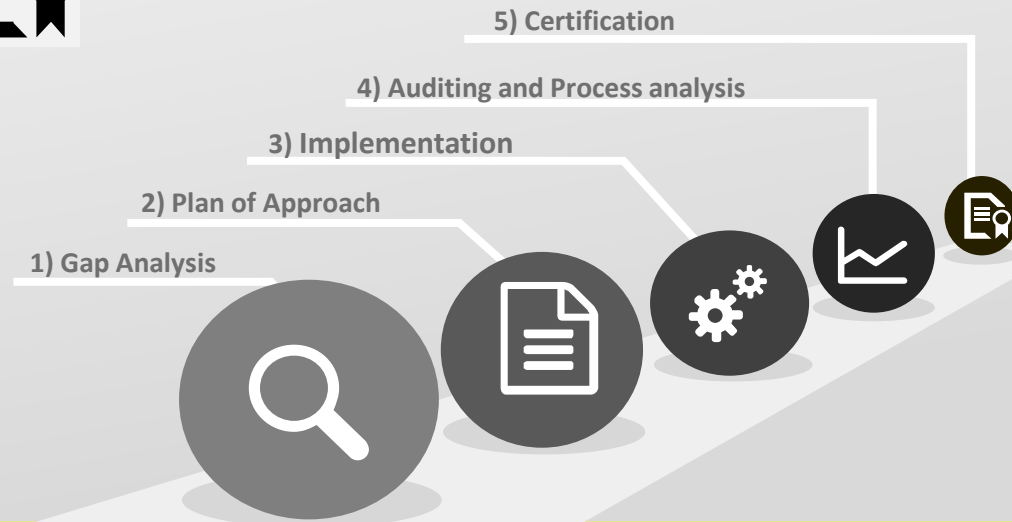 5) Certification
4) Auditing and Process analysis
3) Implementation
2) Plan of Approach
1) Gap Analysis